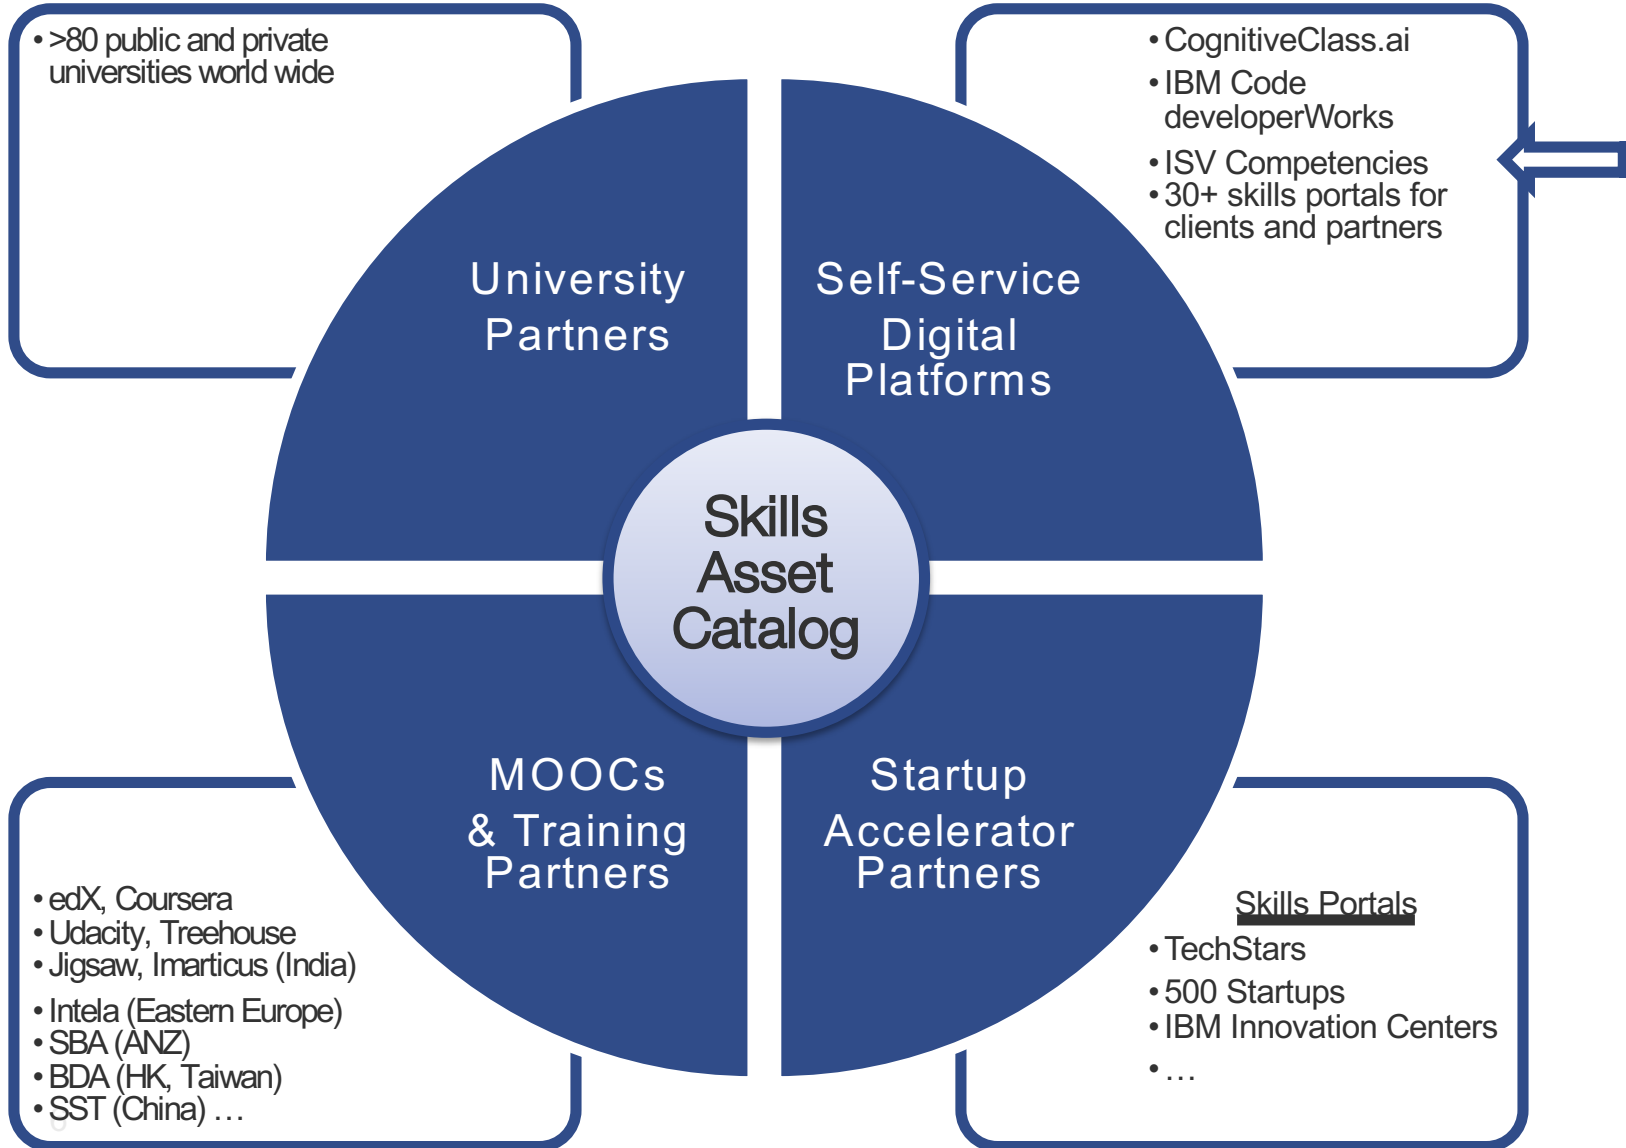 • >80 public and private
universities world wide
• CognitiveClass.ai
• IBM Code
developerWorks
• ISV Competencies
• 30+ skills portals for
clients and partners
University
Partners
Self-Service
Digital
Platforms
Skills
Asset
Catalog
MOOCs
& Training
Partners
Startup
Accelerator
Partners
• edX, Coursera
• Udacity, Treehouse
• Jigsaw, Imarticus (India)
• Intela (Eastern Europe)
• SBA (ANZ)
• BDA (HK, Taiwan)
• SST (China) …
Skills Portals
• TechStars
• 500 Startups
• IBM Innovation Centers
• …